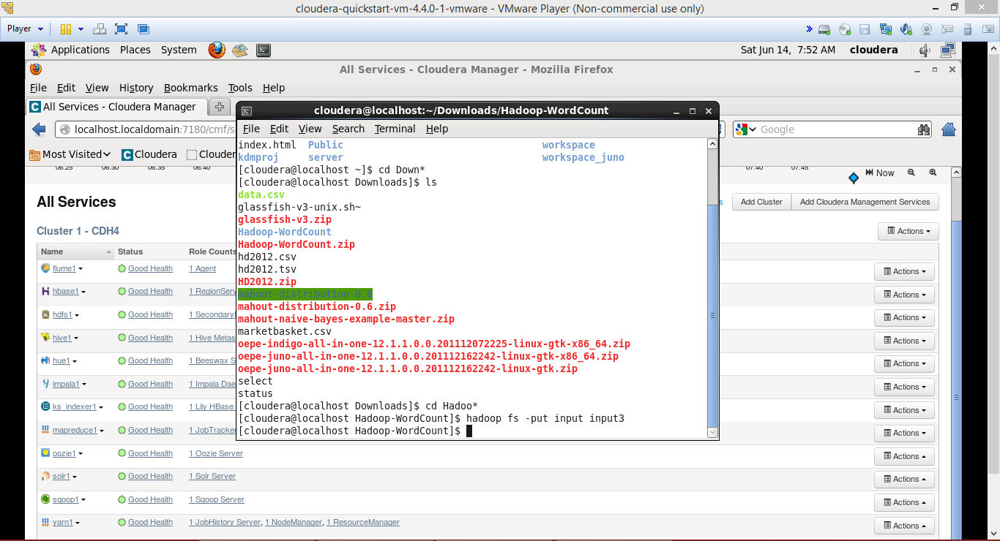 cloudera-quickstart-vm-4.4.0-1-vmware - VMware Player (Non-commercial use only)
Player
Applications Places System Sat Jun 14, 7:52 AM cloudera
All Services - Cloudera Manager - Mozilla Firefox
File Edit View History Bookmarks Tools Help
All Services - Cloudera Manager
localhost.localdomain:7180/cmf/s Google
Most Visited Cloudera Clouder
06:25 06:30 06:35 07:40 07:45 Now
All Services
s Add Cluster Add Cloudera Management Services
Cluster 1 - CDH4 Actions
Name Status Role Counts
flume1 Good Health 1 Agent Actions
hbase1 Good Health 1 RegionServ Actions
hdfs1 Good Health 1 Secondary Actions
hive1 Good Health 1 Hive Metas Actions
hue1 Good Health 1 Beeswax S Actions
impala1 Good Health 1 Impala Dae Actions
ks_indexer1 Good Health 1 Lily HBase Actions
mapreduce1 Good Health 1 JobTracker Actions
oozie1 Good Health 1 Oozie Server Actions
solr1 Good Health 1 Solr Server Actions
sqoop1 Good Health 1 Sqoop Server Actions
yarn1 Good Health 1 JobHistory Server, 1 NodeManager, 1 ResourceManager Actions
cloudera@localhost:~/Downloads/Hadoop-WordCount
File Edit View Search Terminal Help
index.html Public workspace
kdmproj server workspace_juno
[cloudera@localhost ~]$ cd Down*
[cloudera@localhost Downloads]$ ls
data.csv
glassfish-v3-unix.sh~
glassfish-v3.zip
Hadoop-WordCount
Hadoop-WordCount.zip
hd2012.csv
hd2012.tsv
HD2012.zip
mahout-distribution-0.6
mahout-distribution-0.6.zip
mahout-naive-bayes-example-master.zip
marketbasket.csv
oepe-indigo-all-in-one-12.1.1.0.0.201112072225-linux-gtk-x86_64.zip
oepe-juno-all-in-one-12.1.1.0.0.201112162242-linux-gtk-x86_64.zip
oepe-juno-all-in-one-12.1.1.0.0.201112162242-linux-gtk.zip
select
status
[cloudera@localhost Downloads]$ cd Hadoo*
[cloudera@localhost Hadoop-WordCount]$ hadoop fs -put input input3
[cloudera@localhost Hadoop-WordCount]$